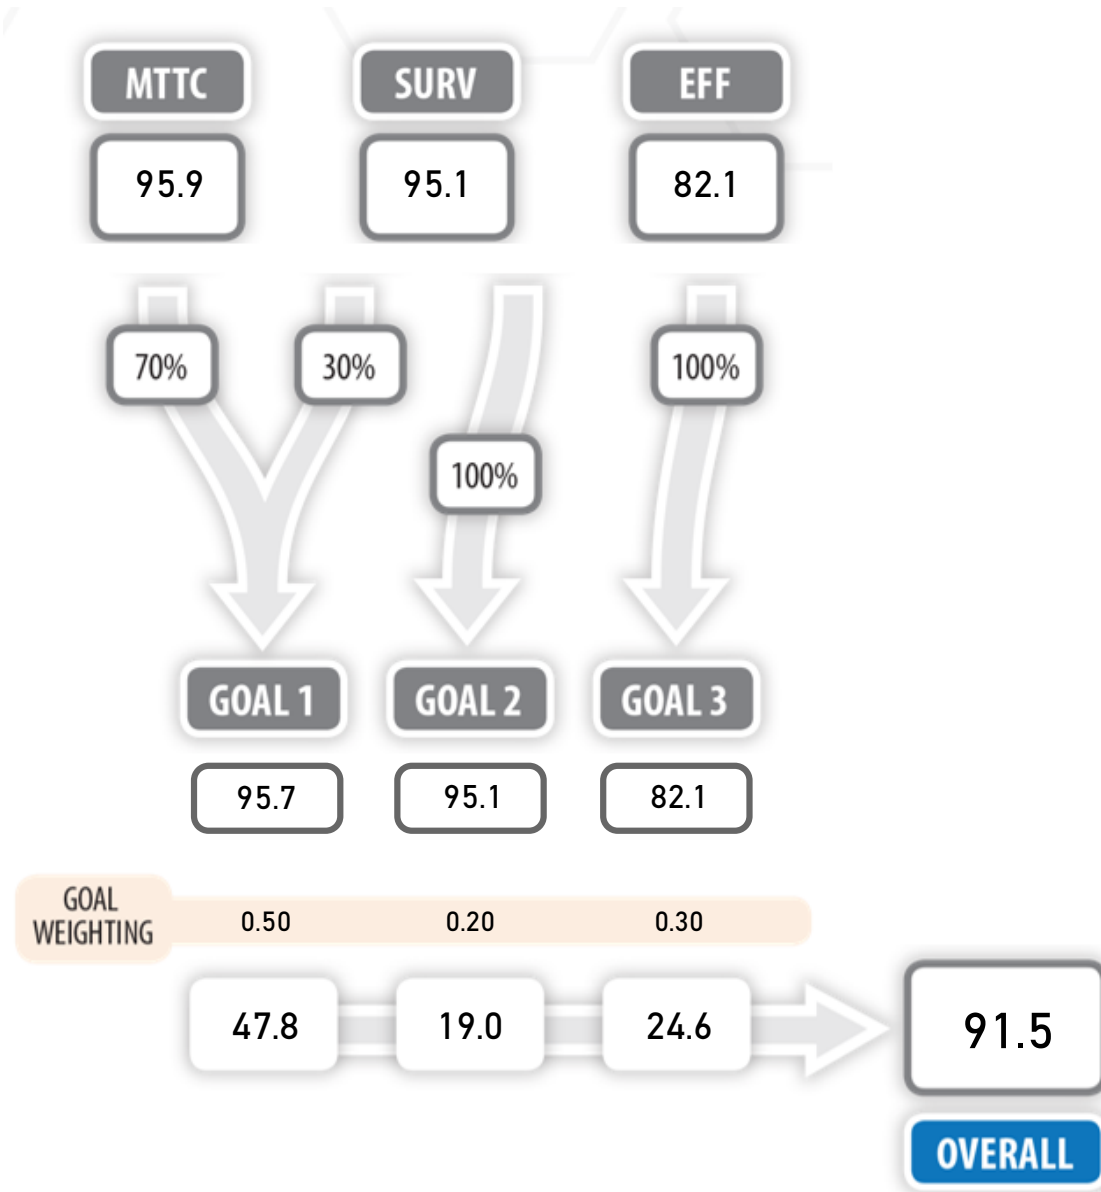 MTTC SURV EFF
95.9 95.1 82.1
70% 30% 100%
100%
GOAL 1 GOAL 2 GOAL 3
95.7 95.1 82.1
GOAL
WEIGHTING
0.50 0.20 0.30
47.8 19.0 24.6 91.5
OVERALL